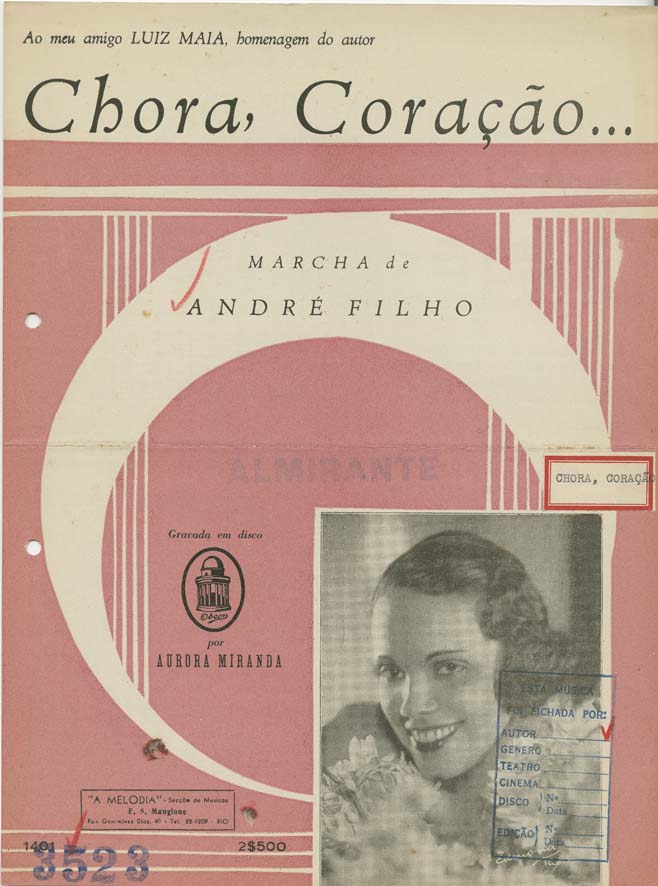 Ao meu amigo LUIZ MAIA, homenagem do autor
Chora, Coração...
MARCHA de
ANDRÉ FILHO
ALMIRANTE
CHORA, CORAÇÃO
Gravada em disco
Odeon
por
AURORA MIRANDA
ESTA MUSICA
FOI FICHADA POR:
AUTOR
GENERO
TEATRO
CINEMA
DISCO } Nº
Data
EDIÇÃO } Nº
Data
"A MELODIA" - Secção de Musicas
E. S. Mangione
Rua Gonçalves Dias, 40 - Tel. 22-1209 - RIO
1401
2$500
3523
Rio